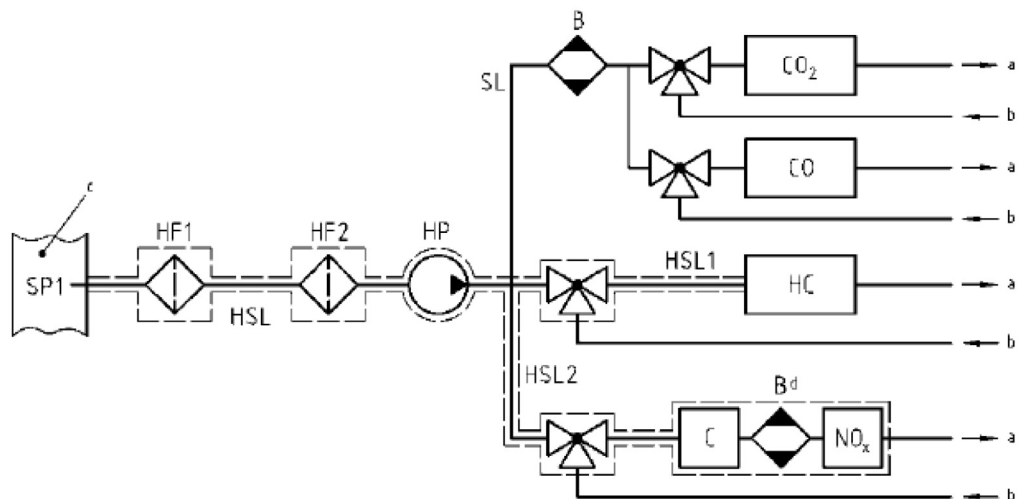 B
SL
CO₂
a
b
CO
a
b
c
HF1
HF2
HP
SP1
HSL
HSL1
HC
a
b
HSL2
Bᵈ
C
NOₓ
a
b